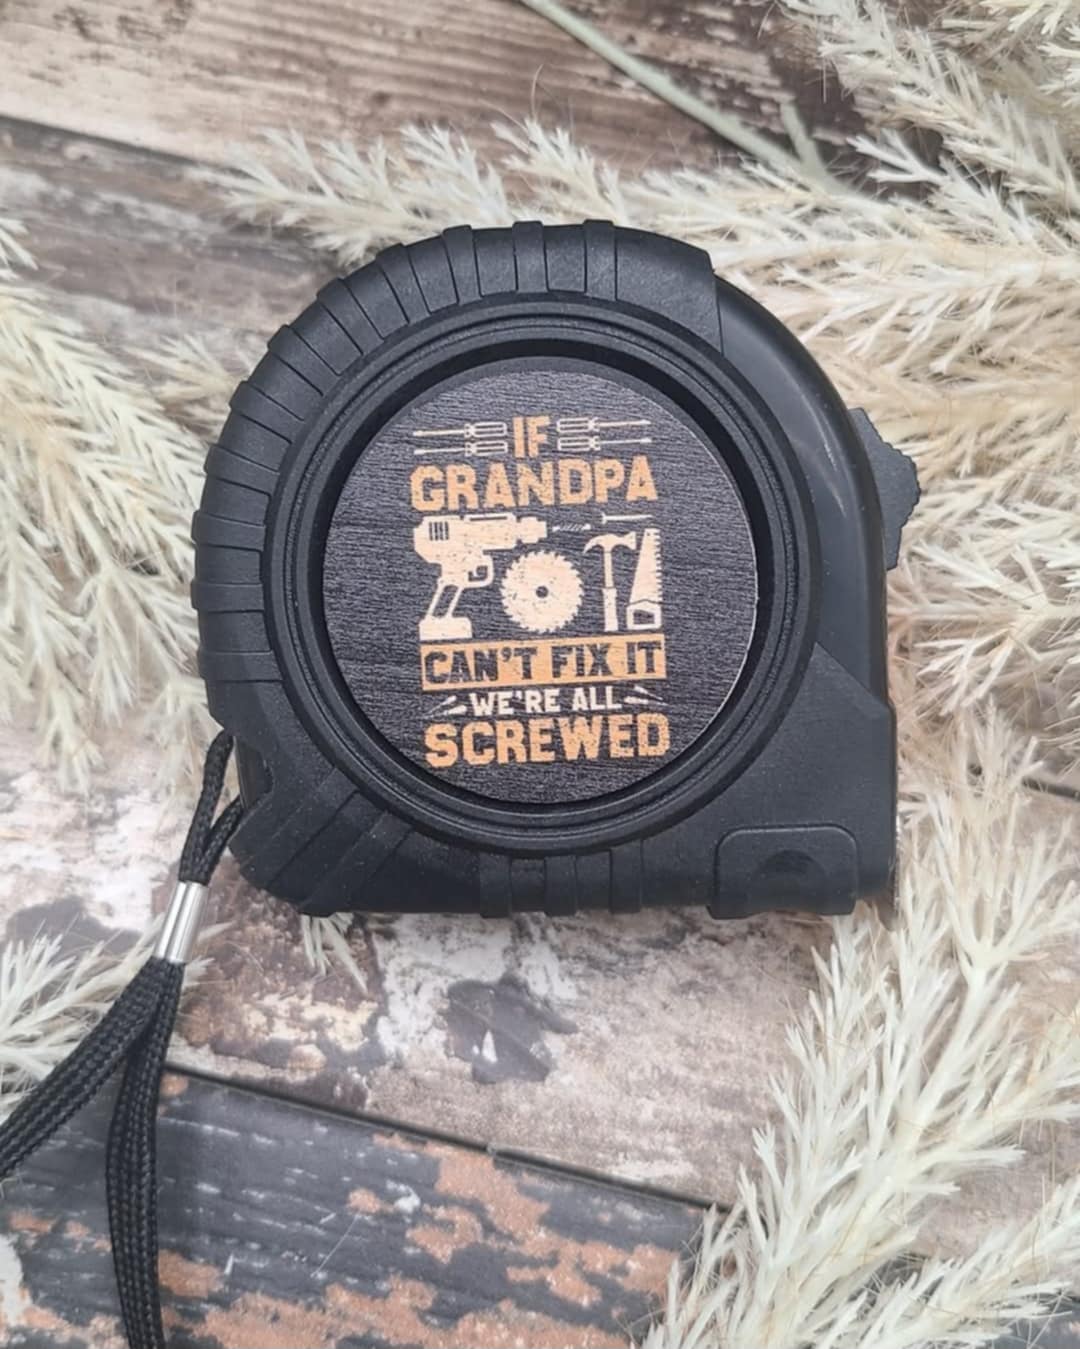 IF
GRANDPA
CAN'T FIX IT
WE'RE ALL
SCREWED